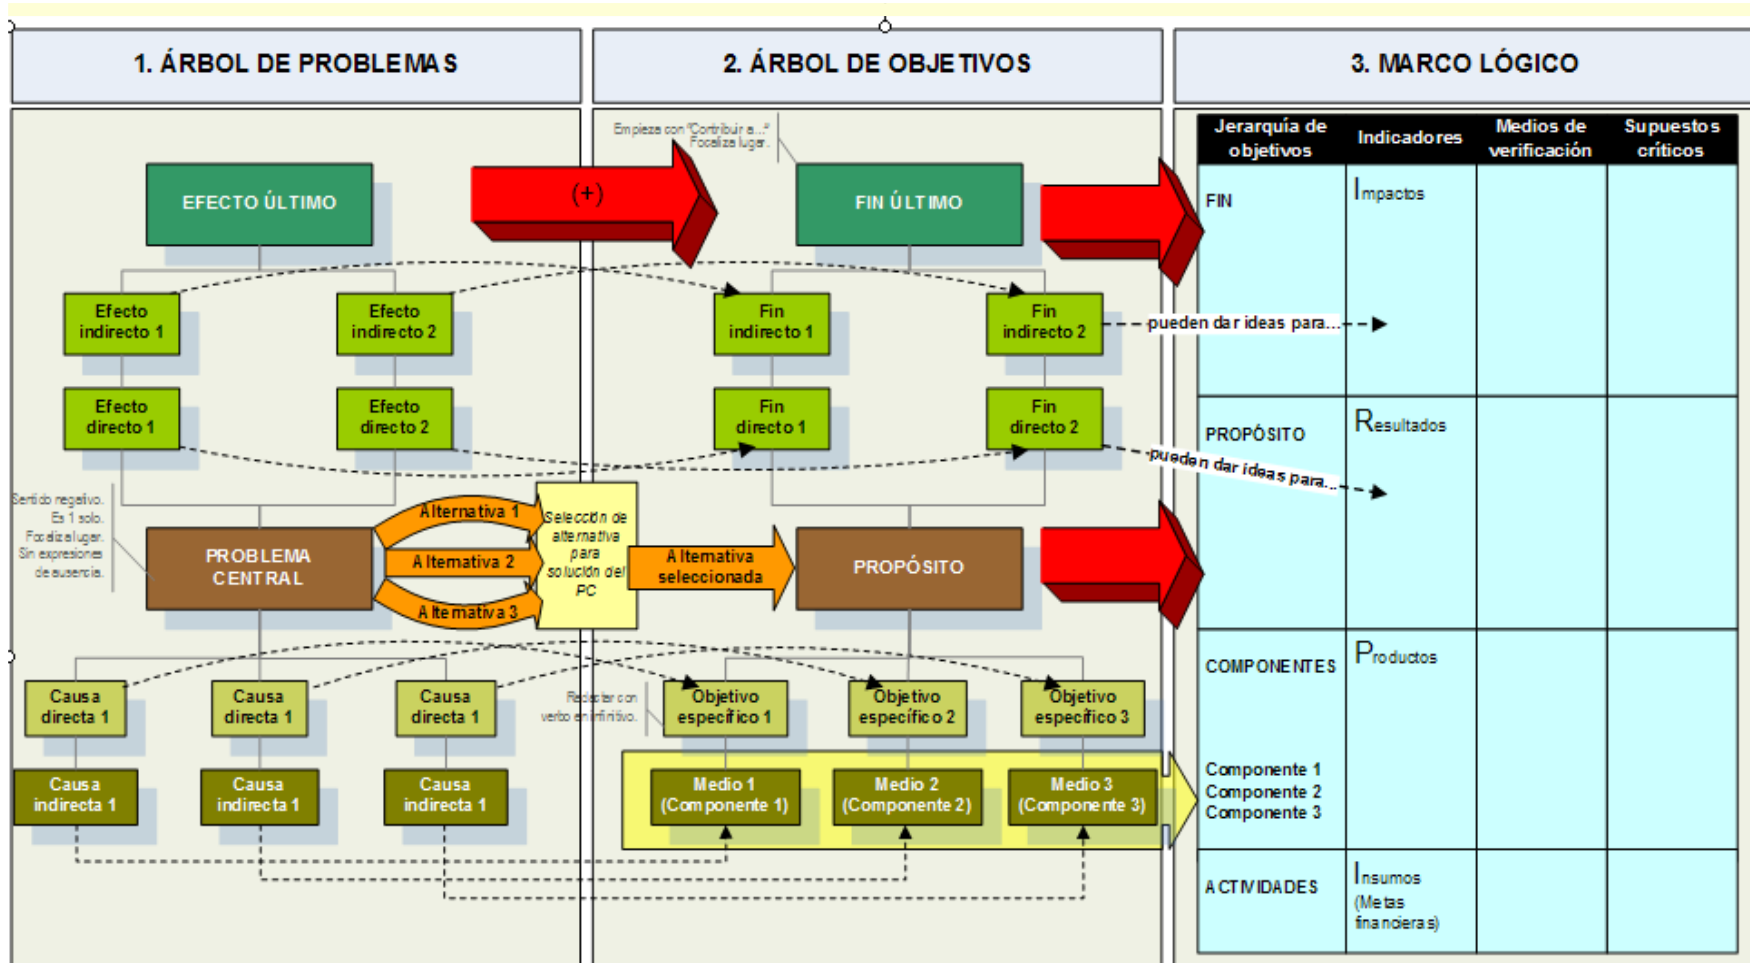 1. ÁRBOL DE PROBLEMAS
2. ÁRBOL DE OBJETIVOS
3. MARCO LÓGICO
EFECTO ÚLTIMO
Efecto
indirecto 1
Efecto
indirecto 2
Efecto
directo 1
Efecto
directo 2
Sentido negativo.
Es 1 solo.
Focaliza lugar.
Sin expresiones
de ausencia.
PROBLEMA
CENTRAL
Alternativa 1
Alternativa 2
Alternativa 3
Selección de
alternativa
para
solución del
PC
Causa
directa 1
Causa
directa 1
Causa
directa 1
Causa
indirecta 1
Causa
indirecta 1
Causa
indirecta 1
(+)
Empieza con "Contribuir a..."
Focaliza lugar.
FIN ÚLTIMO
Fin
indirecto 1
Fin
indirecto 2
Fin
directo 1
Fin
directo 2
Alternativa
seleccionada
PROPÓSITO
Redactar con
verbo en infinitivo.
Objetivo
específico 1
Objetivo
específico 2
Objetivo
específico 3
Medio 1
(Componente 1)
Medio 2
(Componente 2)
Medio 3
(Componente 3)
pueden dar ideas para...
pueden dar ideas para...
Jerarquía de
objetivos
Indicadores
Medios de
verificación
Supuestos
críticos
FIN
Impactos
PROPÓSITO
Resultados
COMPONENTES
Productos
Componente 1
Componente 2
Componente 3
ACTIVIDADES
Insumos
(Metas
financieras)